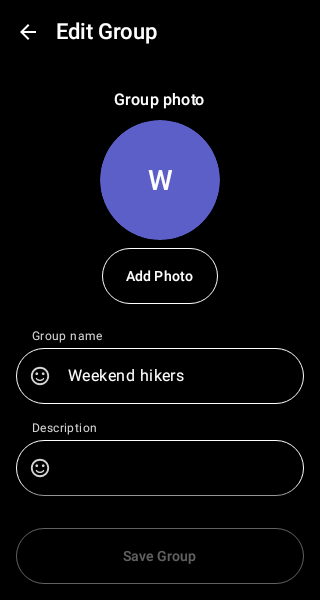 Edit Group
Group photo
W
Add Photo
Group name
Weekend hikers
Description
Save Group